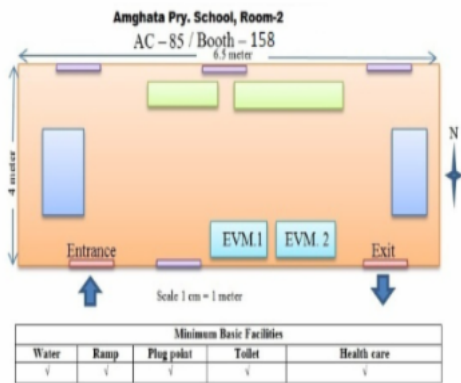 Amghata Pry. School, Room-2
AC – 85 / Booth – 158
6.5 meter
4 meter
N
EVM.1 EVM. 2
Entrance Exit
Scale 1 cm = 1 meter
Minimum Basic Facilities
Water Ramp Plug point Toilet Health care
√ √ √ √ √